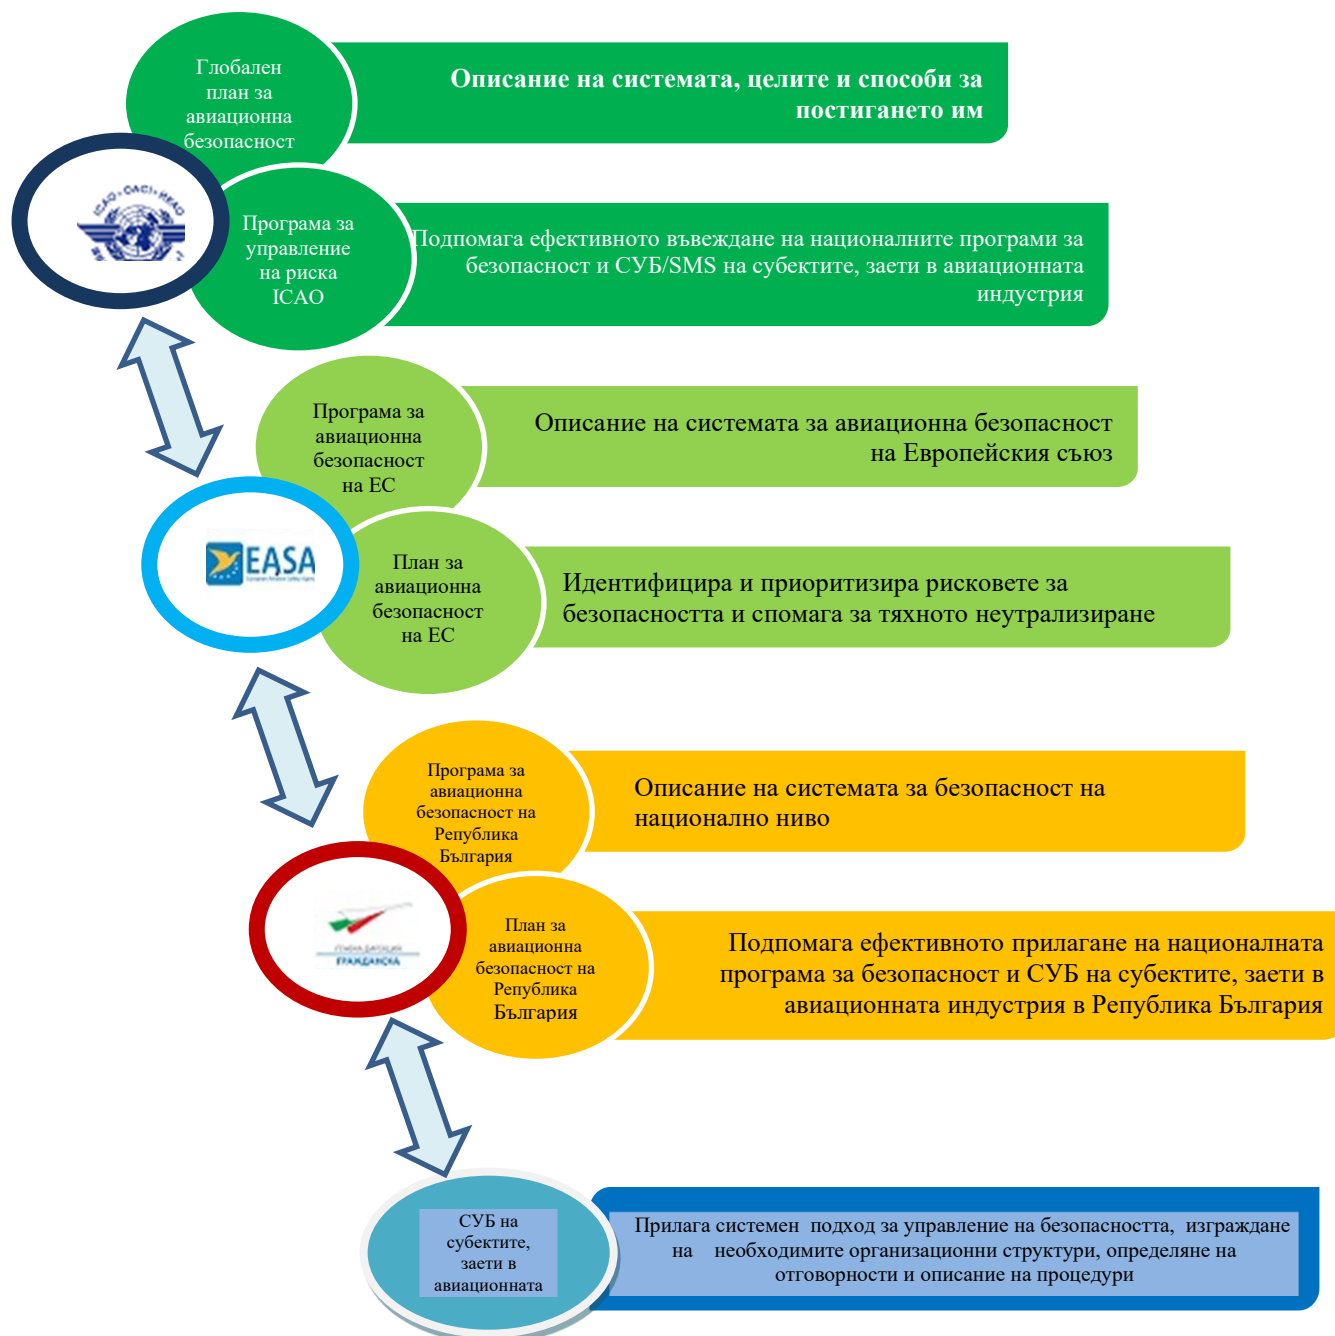 Глобален
план за
авиационна
безопасност
Описание на системата, целите и способи за
постигането им
ICAO · OACI · ИКАО
Програма за
управление
на риска
ICAO
Подпомага ефективното въвеждане на националните програми за
безопасност и СУБ/SMS на субектите, заети в авиационната
индустрия
Програма за
авиационна
безопасност
на ЕС
Описание на системата за авиационна безопасност
на Европейския съюз
EASA
План за
авиационна
безопасност
на ЕС
Идентифицира и приоритизира рисковете за
безопасността и спомага за тяхното неутрализиране
Програма за
авиационна
безопасност на
Република
България
Описание на системата за безопасност на
национално ниво
ГРАЖДАНСКА
План за
авиационна
безопасност на
Република
България
Подпомага ефективното прилагане на националната
програма за безопасност и СУБ на субектите, заети в
авиационната индустрия в Република България
СУБ на
субектите,
заети в
авиационната
Прилага системен подход за управление на безопасността, изграждане
на необходимите организационни структури, определяне на
отговорности и описание на процедури